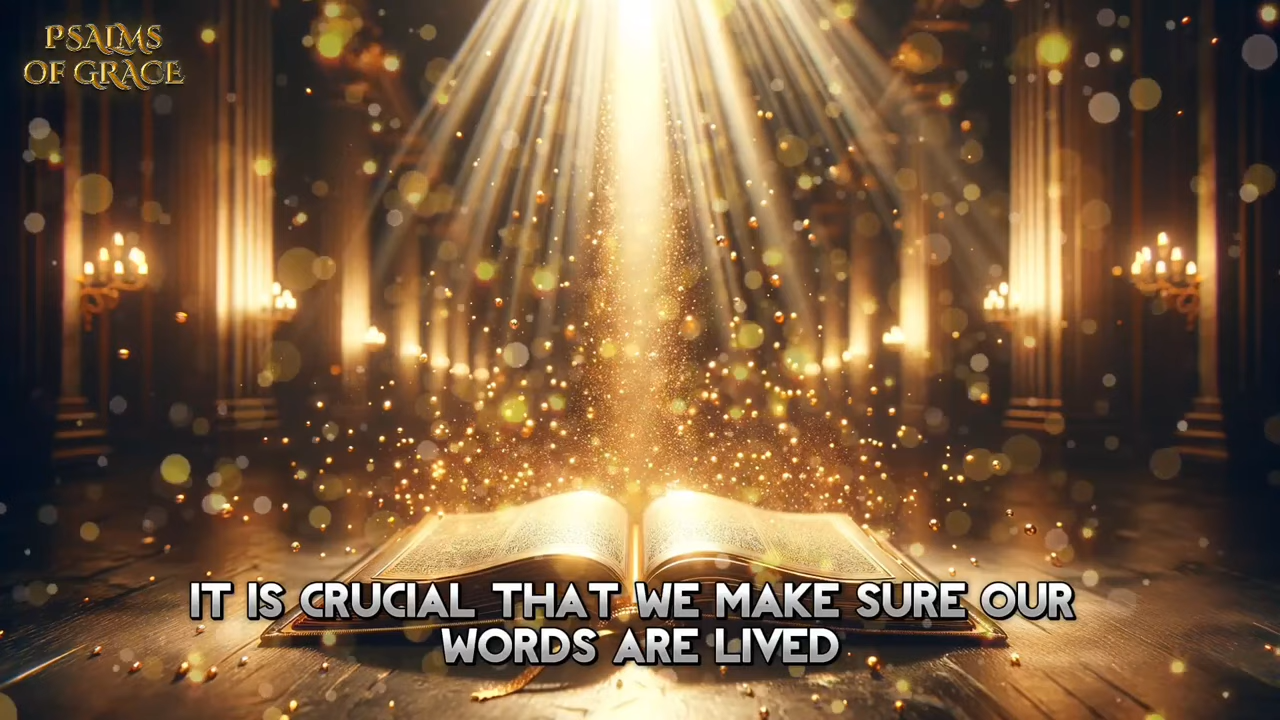 PSALMS
OF GRACE
IT IS CRUCIAL THAT WE MAKE SURE OUR
WORDS ARE LIVED